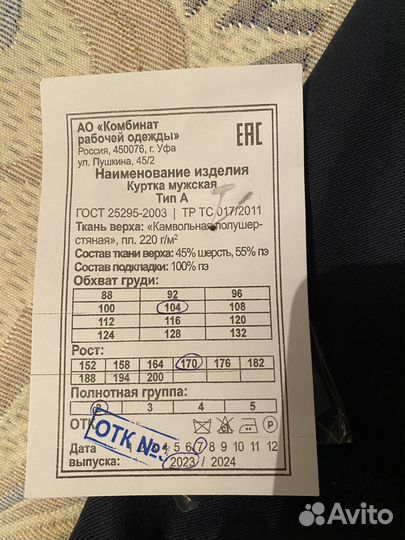 АО «Комбинат
рабочей одежды»
Россия, 450076, г. Уфа
ул. Пушкина, 45/2
ЕАС
Наименование изделия
Куртка мужская
Тип А
ГОСТ 25295-2003 | ТР ТС 017/2011
Ткань верха: «Камвольная полушер-
стяная», пл. 220 г/м²
Состав ткани верха: 45% шерсть, 55% пэ
Состав подкладки: 100% пэ
Обхват груди:
88 92 96
100 104 108
112 116 120
124 128 132
Рост:
152 158 164 170 176 182
188 194 200
Полнотная группа:
2 3 4 5
ОТК
ОТК №
Дата 4 5 6 7 8 9 10 11 12
выпуска: 2023 / 2024
Avito